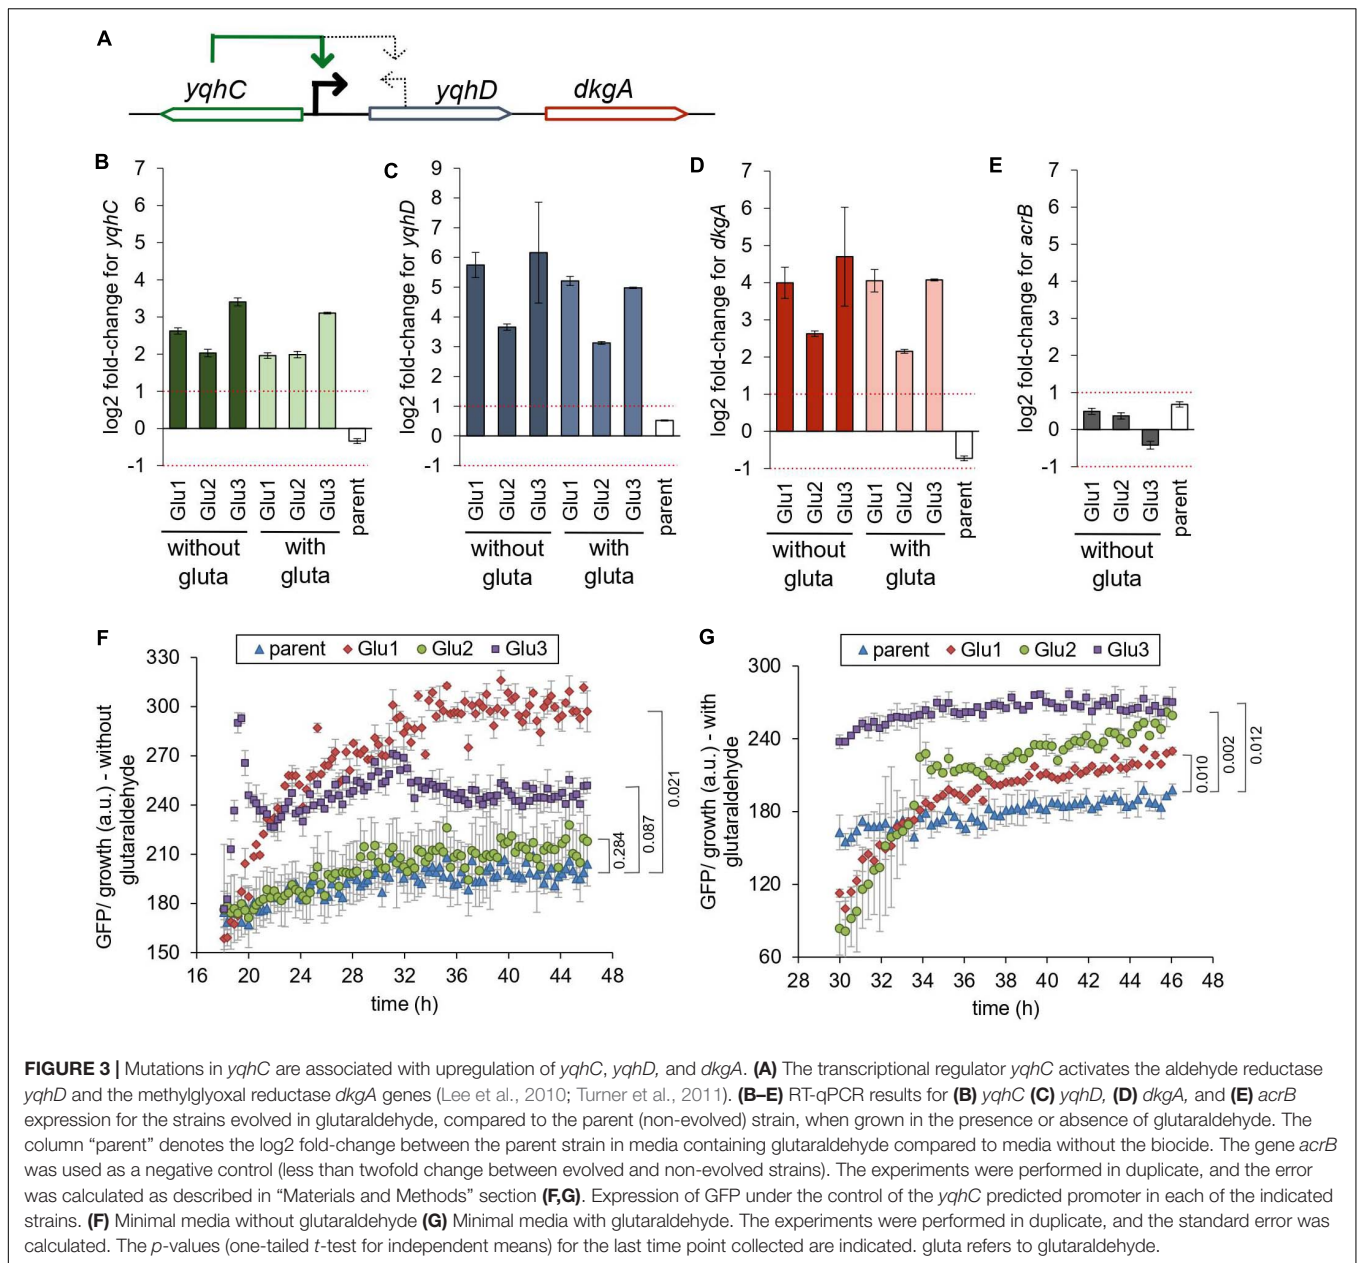 A
yqhC
yqhD
dkgA
B
log2 fold-change for yqhC
7
6
5
4
3
2
1
0
-1
Glu1
Glu2
Glu3
Glu1
Glu2
Glu3
parent
without
gluta
with
gluta
C
log2 fold-change for yqhD
9
8
7
6
5
4
3
2
1
0
-1
Glu1
Glu2
Glu3
Glu1
Glu2
Glu3
parent
without
gluta
with
gluta
D
log2 fold-change for dkgA
7
6
5
4
3
2
1
0
-1
Glu1
Glu2
Glu3
Glu1
Glu2
Glu3
parent
without
gluta
with
gluta
E
log2 fold-change for acrB
7
6
5
4
3
2
1
0
-1
Glu1
Glu2
Glu3
parent
without
gluta
F
parent Glu1 Glu2 Glu3
GFP/ growth (a.u.) - without
glutaraldehyde
330
300
270
240
210
180
150
16 20 24 28 32 36 40 44 48
time (h)
0.284
0.087
0.021
G
parent Glu1 Glu2 Glu3
GFP/ growth (a.u.) - with
glutaraldehyde
300
240
180
120
60
28 30 32 34 36 38 40 42 44 46 48
time (h)
0.010
0.002
0.012
FIGURE 3 | Mutations in yqhC are associated with upregulation of yqhC, yqhD, and dkgA. (A) The transcriptional regulator yqhC activates the aldehyde reductase
yqhD and the methylglyoxal reductase dkgA genes (Lee et al., 2010; Turner et al., 2011). (B–E) RT-qPCR results for (B) yqhC (C) yqhD, (D) dkgA, and (E) acrB
expression for the strains evolved in glutaraldehyde, compared to the parent (non-evolved) strain, when grown in the presence or absence of glutaraldehyde. The
column “parent” denotes the log2 fold-change between the parent strain in media containing glutaraldehyde compared to media without the biocide. The gene acrB
was used as a negative control (less than twofold change between evolved and non-evolved strains). The experiments were performed in duplicate, and the error
was calculated as described in “Materials and Methods” section (F,G). Expression of GFP under the control of the yqhC predicted promoter in each of the indicated
strains. (F) Minimal media without glutaraldehyde (G) Minimal media with glutaraldehyde. The experiments were performed in duplicate, and the standard error was
calculated. The p-values (one-tailed t-test for independent means) for the last time point collected are indicated. gluta refers to glutaraldehyde.